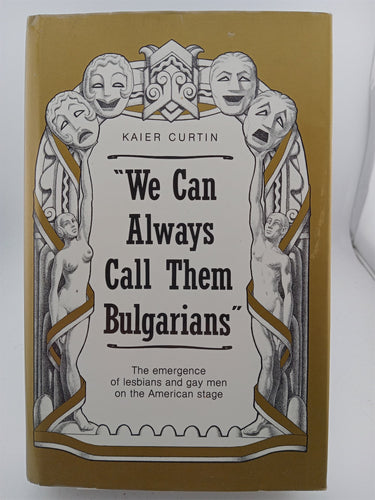 KAIER CURTIN
"We Can
Always
Call Them
Bulgarians"
The emergence
of lesbians and gay men
on the American stage